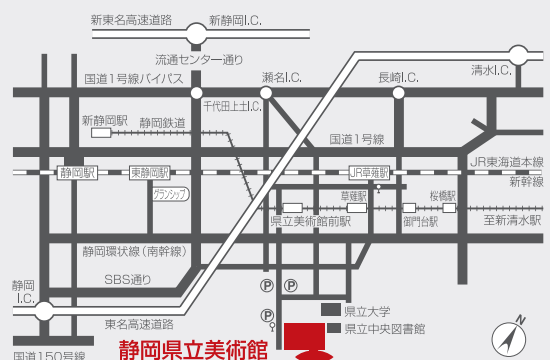 新東名高速道路
新静岡I.C.
流通センター通り
清水I.C.
国道1号線バイパス
瀬名I.C.
長崎I.C.
千代田上土I.C.
新静岡駅
静岡鉄道
国道1号線
JR東海道本線
静岡駅
東静岡駅
JR草薙駅
新幹線
グランシップ
草薙駅
桜橋駅
県立美術館前駅
御門台駅
至新清水駅
静岡環状線（南幹線）
SBS通り
静岡
I.C.
P
P
P
県立大学
東名高速道路
県立中央図書館
N
静岡県立美術館
国道150号線